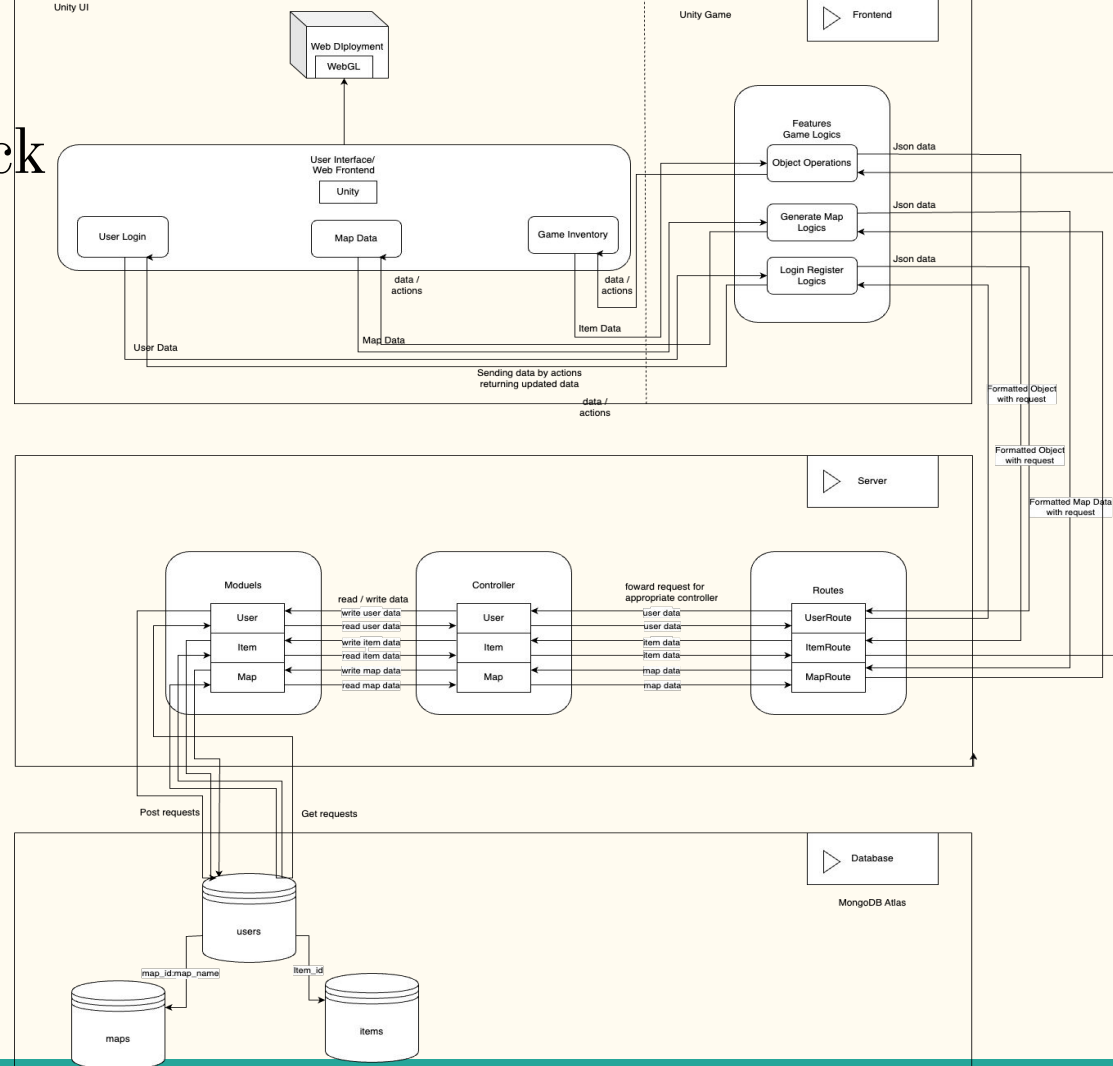 Unity UI
Unity Game
Frontend
Web DIployment
WebGL
ck
User Interface/
Web Frontend
Unity
User Login
Map Data
Game Inventory
Features
Game Logics
Object Operations
Generate Map
Logics
Login Register
Logics
Json data
Json data
Json data
data /
actions
data /
actions
Item Data
Map Data
User Data
Sending data by actions
returning updated data
data /
actions
Formatted Object
with request
Formatted Object
with request
Formatted Map Data
with request
Server
Moduels
User
Item
Map
read / write data
write user data
read user data
write item data
read item data
write map data
read map data
Controller
User
Item
Map
foward request for
appropriate controller
user data
user data
item data
item data
map data
map data
Routes
UserRoute
ItemRoute
MapRoute
Post requests
Get requests
Database
MongoDB Atlas
users
map_id:map_name
Item_id
maps
items